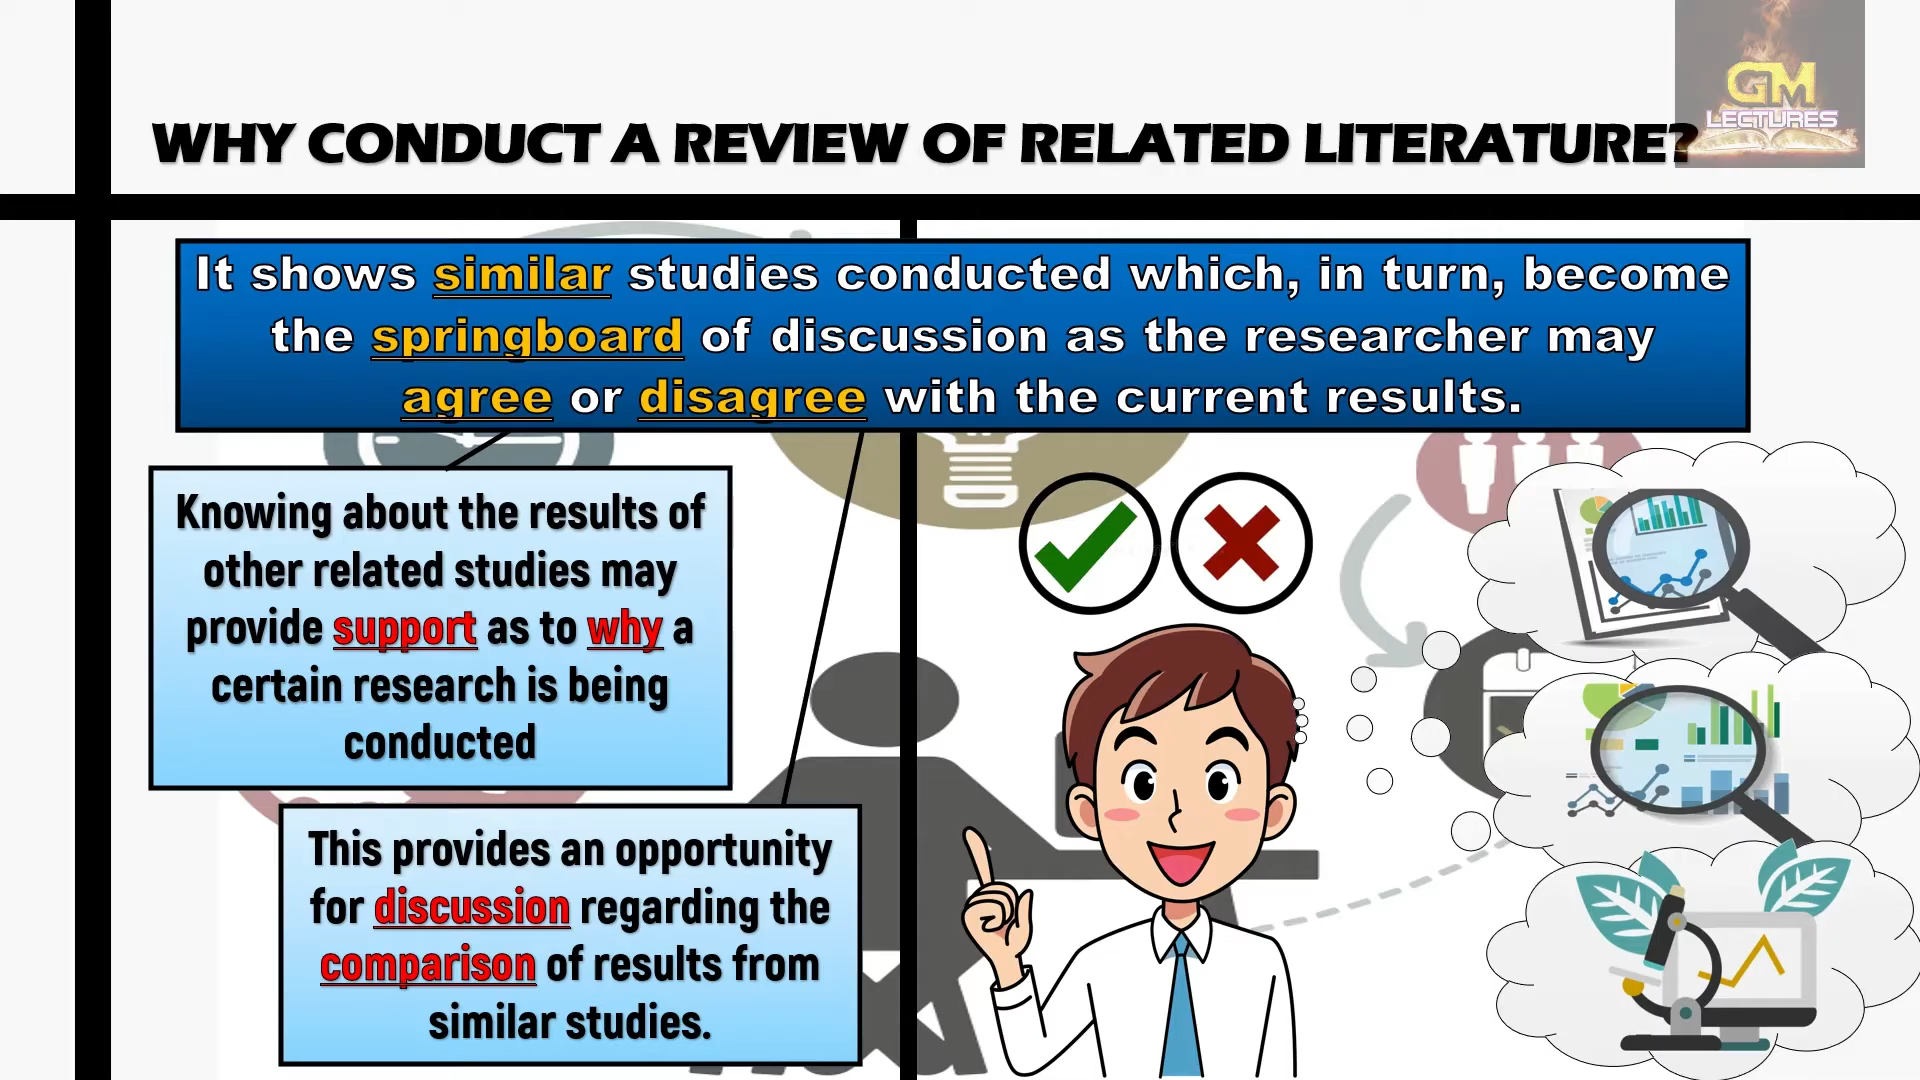 WHY CONDUCT A REVIEW OF RELATED LITERATURE?
GM
LECTURES
It shows similar studies conducted which, in turn, become
the springboard of discussion as the researcher may
agree or disagree with the current results.
Knowing about the results of
other related studies may
provide support as to why a
certain research is being
conducted
This provides an opportunity
for discussion regarding the
comparison of results from
similar studies.